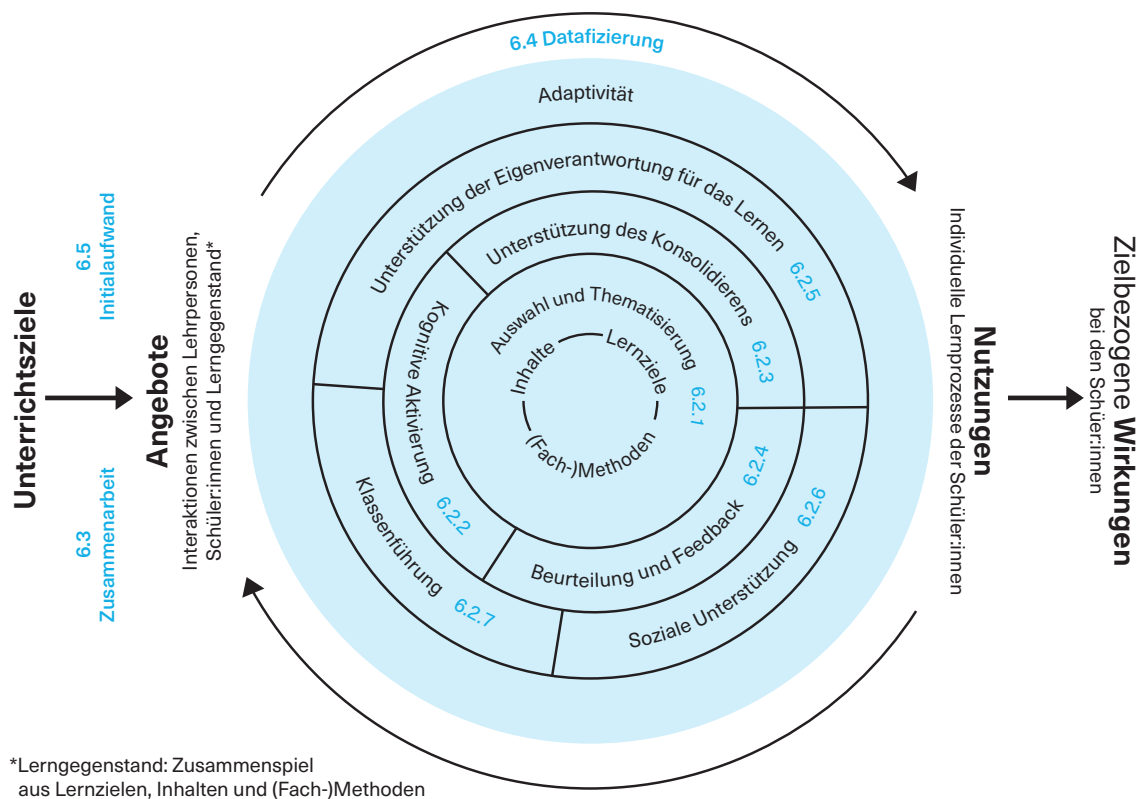 6.4 Datafizierung
Adaptivität
Unterstützung der Eigenverantwortung für das Lernen 6.2.5
Unterstützung des Konsolidierens 6.2.3
Auswahl und Thematisierung 6.2.1
Inhalte
Lernziele
(Fach-)Methoden
Kognitive Aktivierung 6.2.2
Beurteilung und Feedback 6.2.4
Klassenführung 6.2.7
Soziale Unterstützung 6.2.6
Unterrichtsziele
6.5
Initialaufwand
6.3
Zusammenarbeit
Angebote
Interaktionen zwischen Lehrpersonen,
Schüler:innen und Lerngegenstand*
Individuelle Lernprozesse der Schüler:innen
Nutzungen
Zielbezogene Wirkungen
bei den Schüer:innen
*Lerngegenstand: Zusammenspiel
aus Lernzielen, Inhalten und (Fach-)Methoden